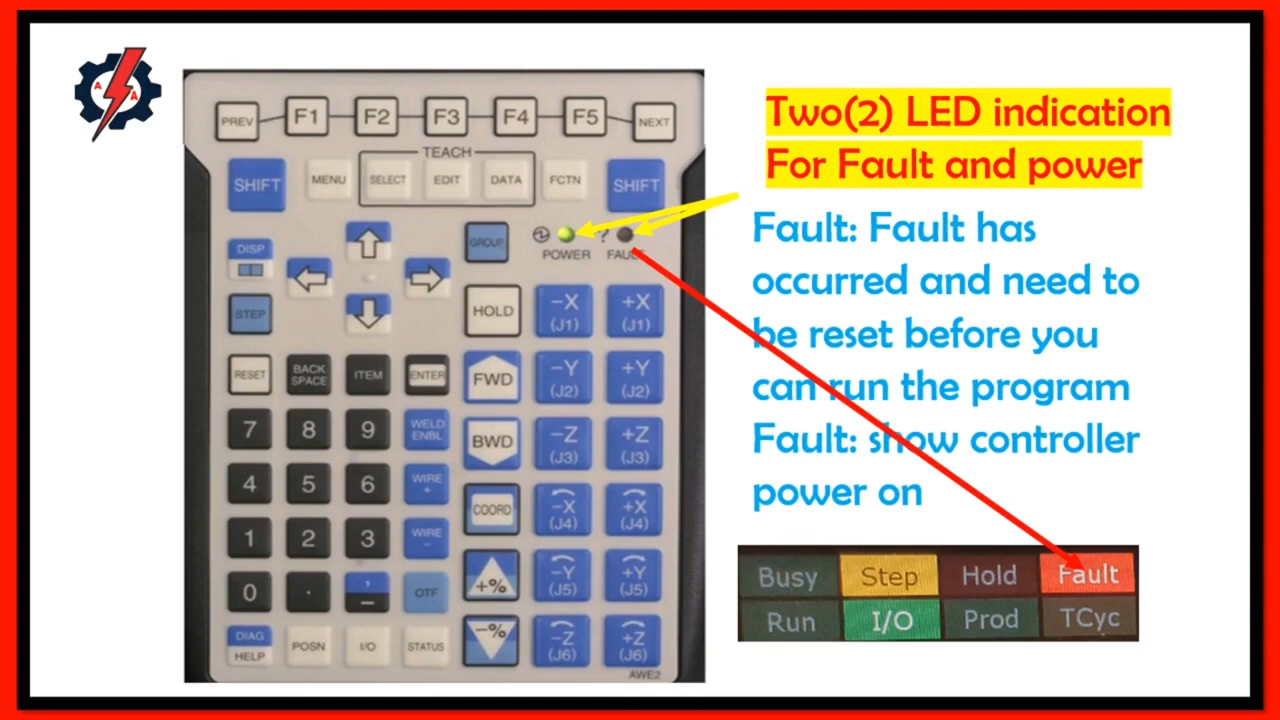 A A
PREV F1 F2 F3 F4 F5 NEXT
TEACH
SHIFT MENU SELECT EDIT DATA FCTN SHIFT
DISP GROUP ? POWER FAULT
STEP HOLD -X (J1) +X (J1)
RESET BACK SPACE ITEM ENTER FWD -Y (J2) +Y (J2)
7 8 9 WELD ENBL BWD -Z (J3) +Z (J3)
4 5 6 WIRE + COORD -X (J4) +X (J4)
1 2 3 WIRE - +% -Y (J5) +Y (J5)
0 . , - OTF -% -Z (J6) +Z (J6)
DIAG HELP POSN I/O STATUS
AWE2
Two(2) LED indication
For Fault and power
Fault: Fault has
occurred and need to
be reset before you
can run the program
Fault: show controller
power on
Busy Step Hold Fault
Run I/O Prod TCyc